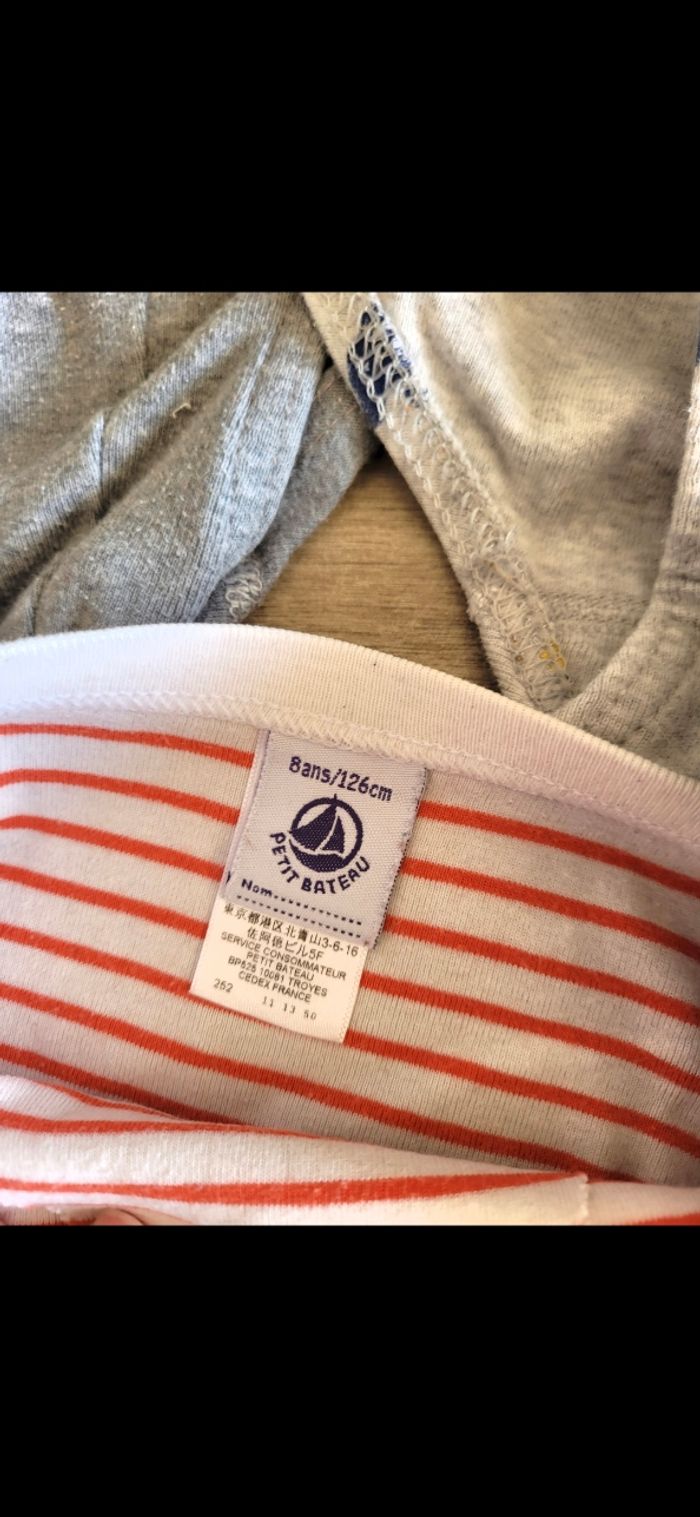 8ans/126cm
PETIT BATEAU
Nom............
東京都港区北青山3-6-16
佐阿徳ビル5F
SERVICE CONSOMMATEUR
PETIT BATEAU
BP525 10081 TROYES
CEDEX FRANCE
252 11 13 50